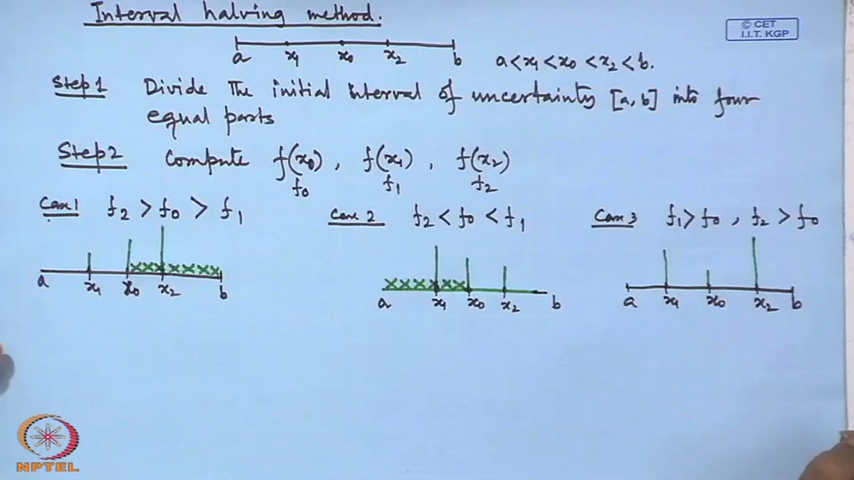 Interval halving method.
© CET
I.I.T. KGP
a x₁ x₀ x₂ b
a < x₁ < x₀ < x₂ < b.
Step 1 Divide The initial interval of uncertainty [a, b] into four
equal parts
Step 2 Compute f(x₀), f(x₁), f(x₂)
f₀ f₁ f₂
Case 1 f₂ > f₀ > f₁
Case 2 f₂ < f₀ < f₁
Case 3 f₁ > f₀, f₂ > f₀
a x₁ x₀ x₂ b
a x₁ x₀ x₂ b
a x₁ x₀ x₂ b
NPTEL